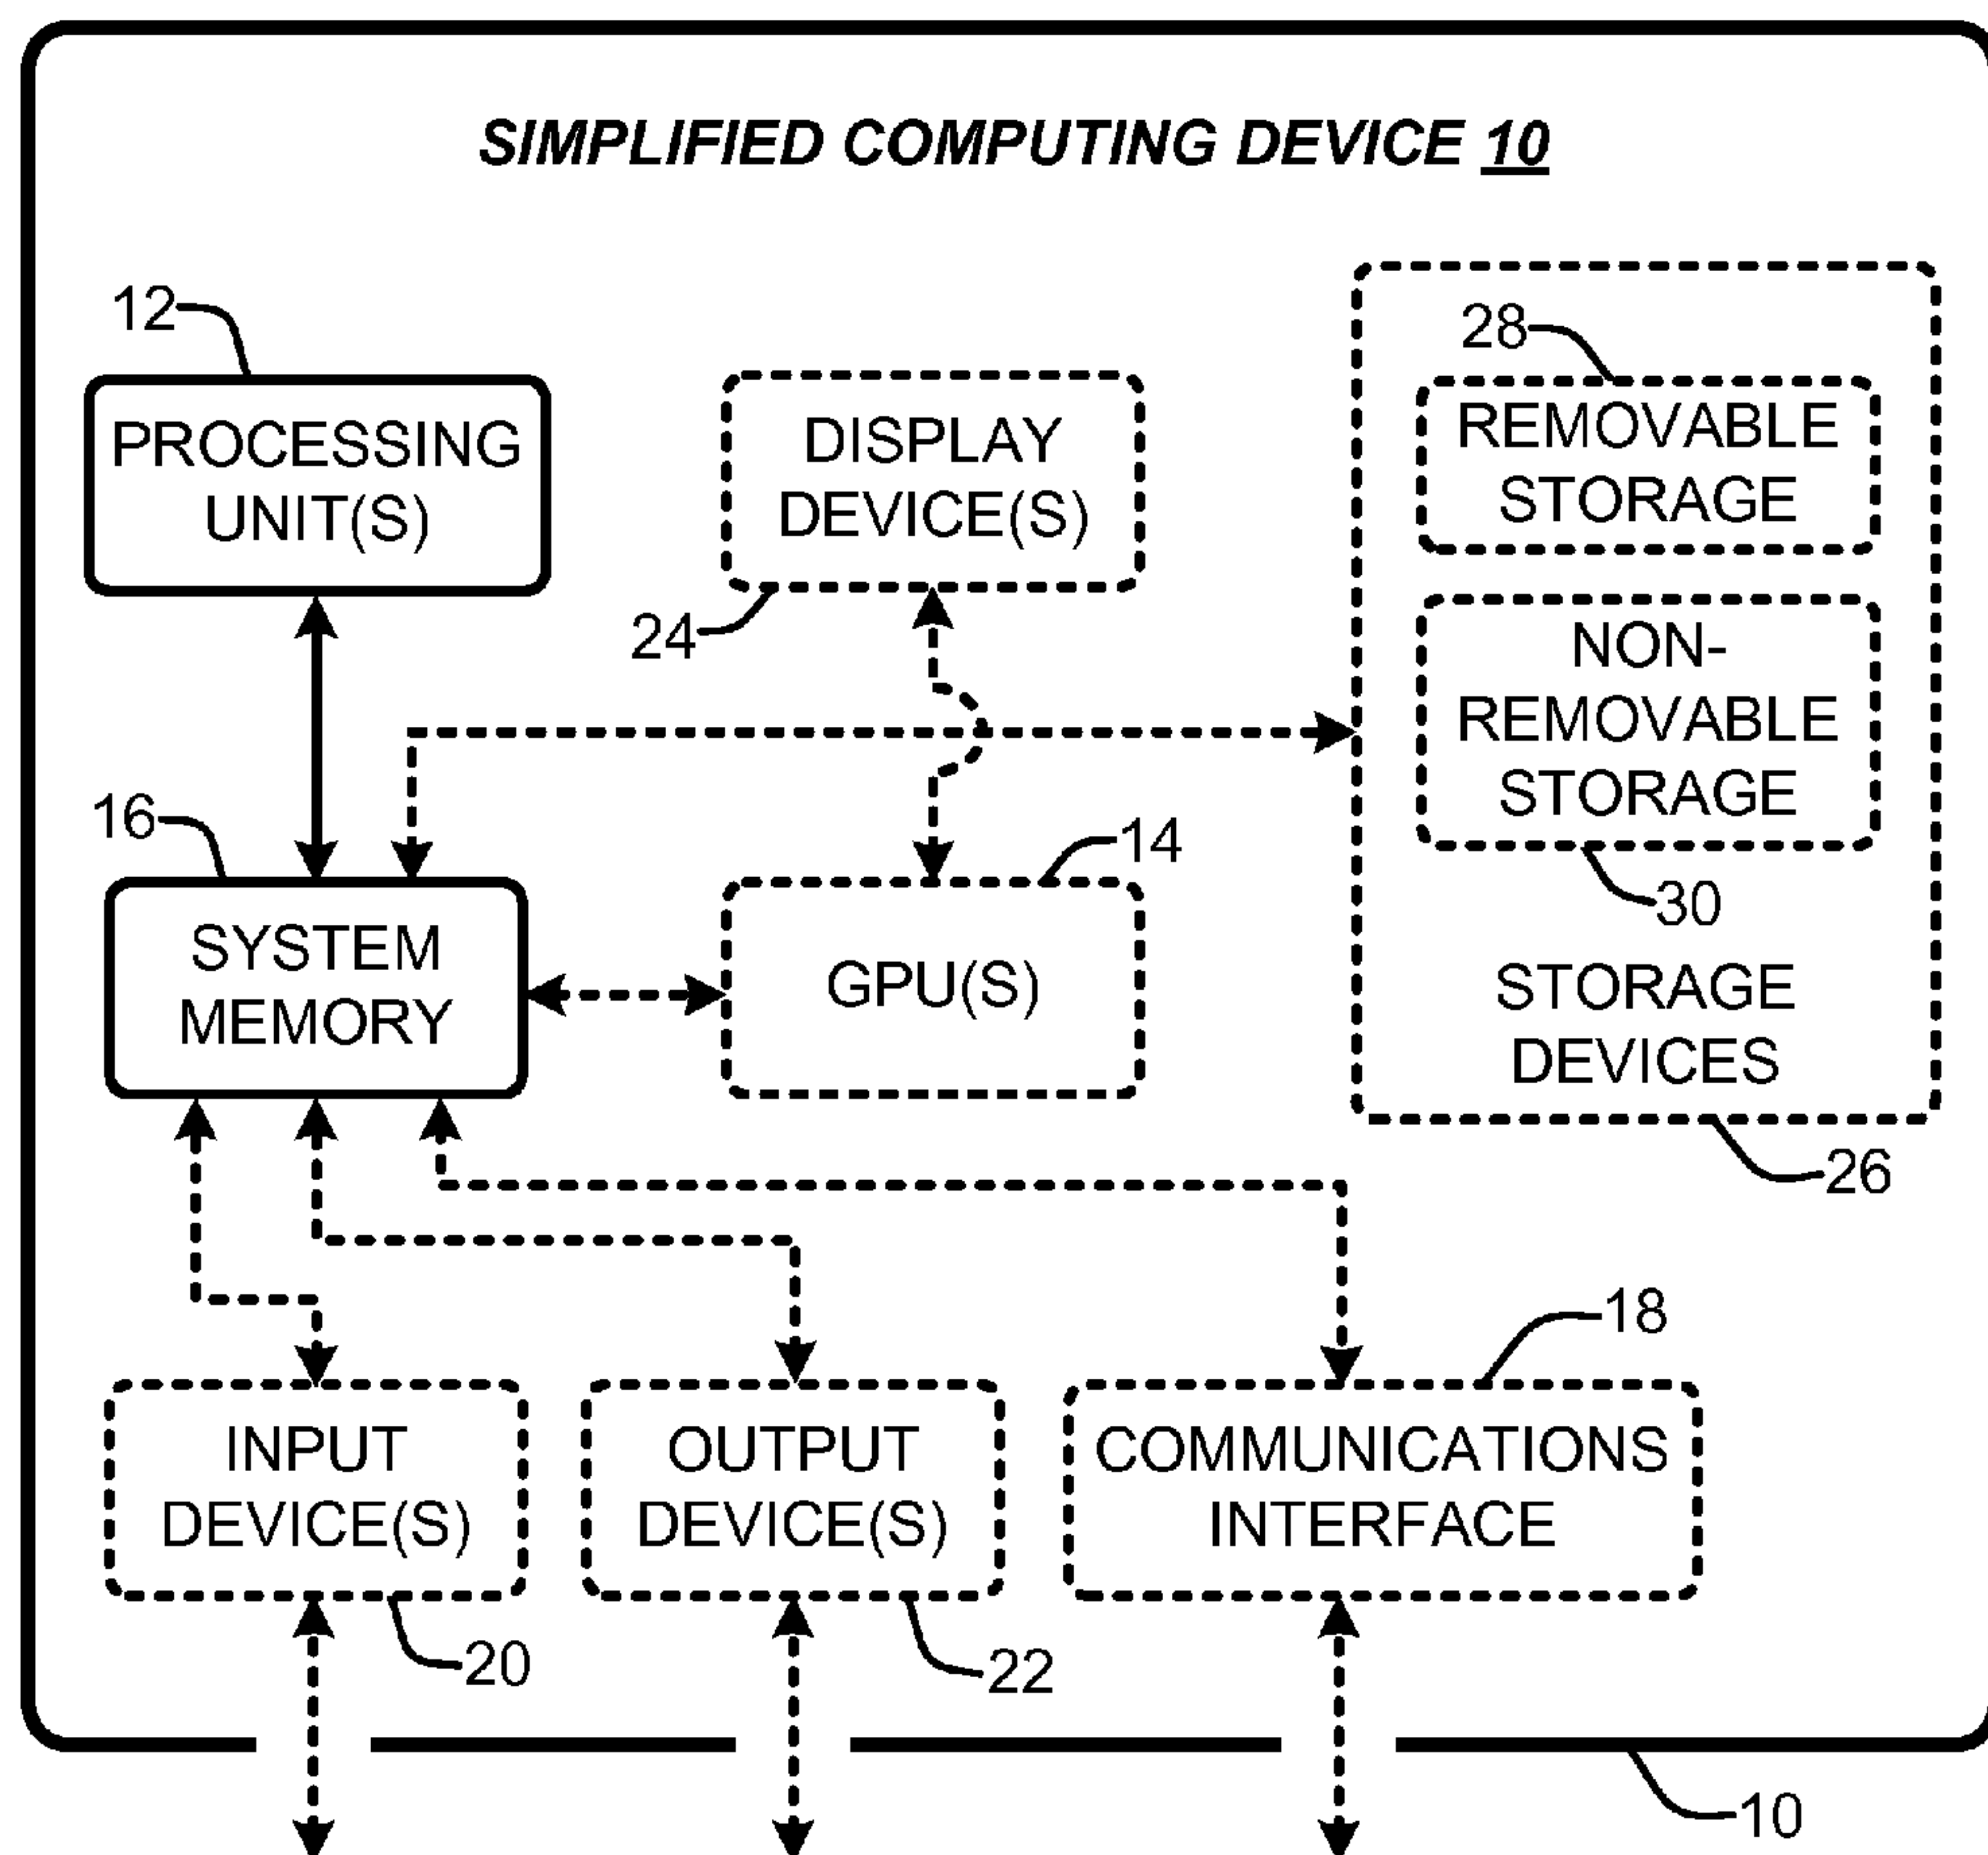 SIMPLIFIED COMPUTING DEVICE 10
12
PROCESSING
UNIT(S)
DISPLAY
DEVICE(S)
24
28
REMOVABLE
STORAGE
NON-
REMOVABLE
STORAGE
30
STORAGE
DEVICES
26
16
SYSTEM
MEMORY
14
GPU(S)
18
INPUT
DEVICE(S)
20
OUTPUT
DEVICE(S)
22
COMMUNICATIONS
INTERFACE
10